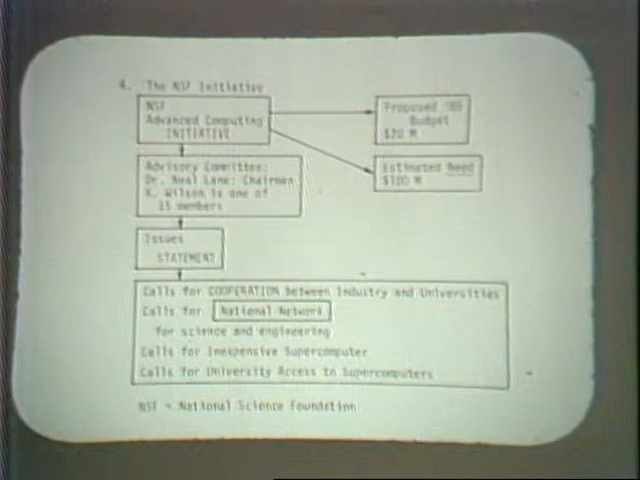 4. The NSF Initiative
NSF
Advanced Computing
INITIATIVE
Proposed '85
Budget
$20 M
Advisory Committee:
Dr. Neal Lane: Chairman
K. Wilson is one of
15 members
Estimated Need
$100 M
Issues
STATEMENT
Calls for COOPERATION between Industry and Universities
Calls for National Network
for science and engineering
Calls for Inexpensive Supercomputer
Calls for University Access to Supercomputers
NSF = National Science Foundation